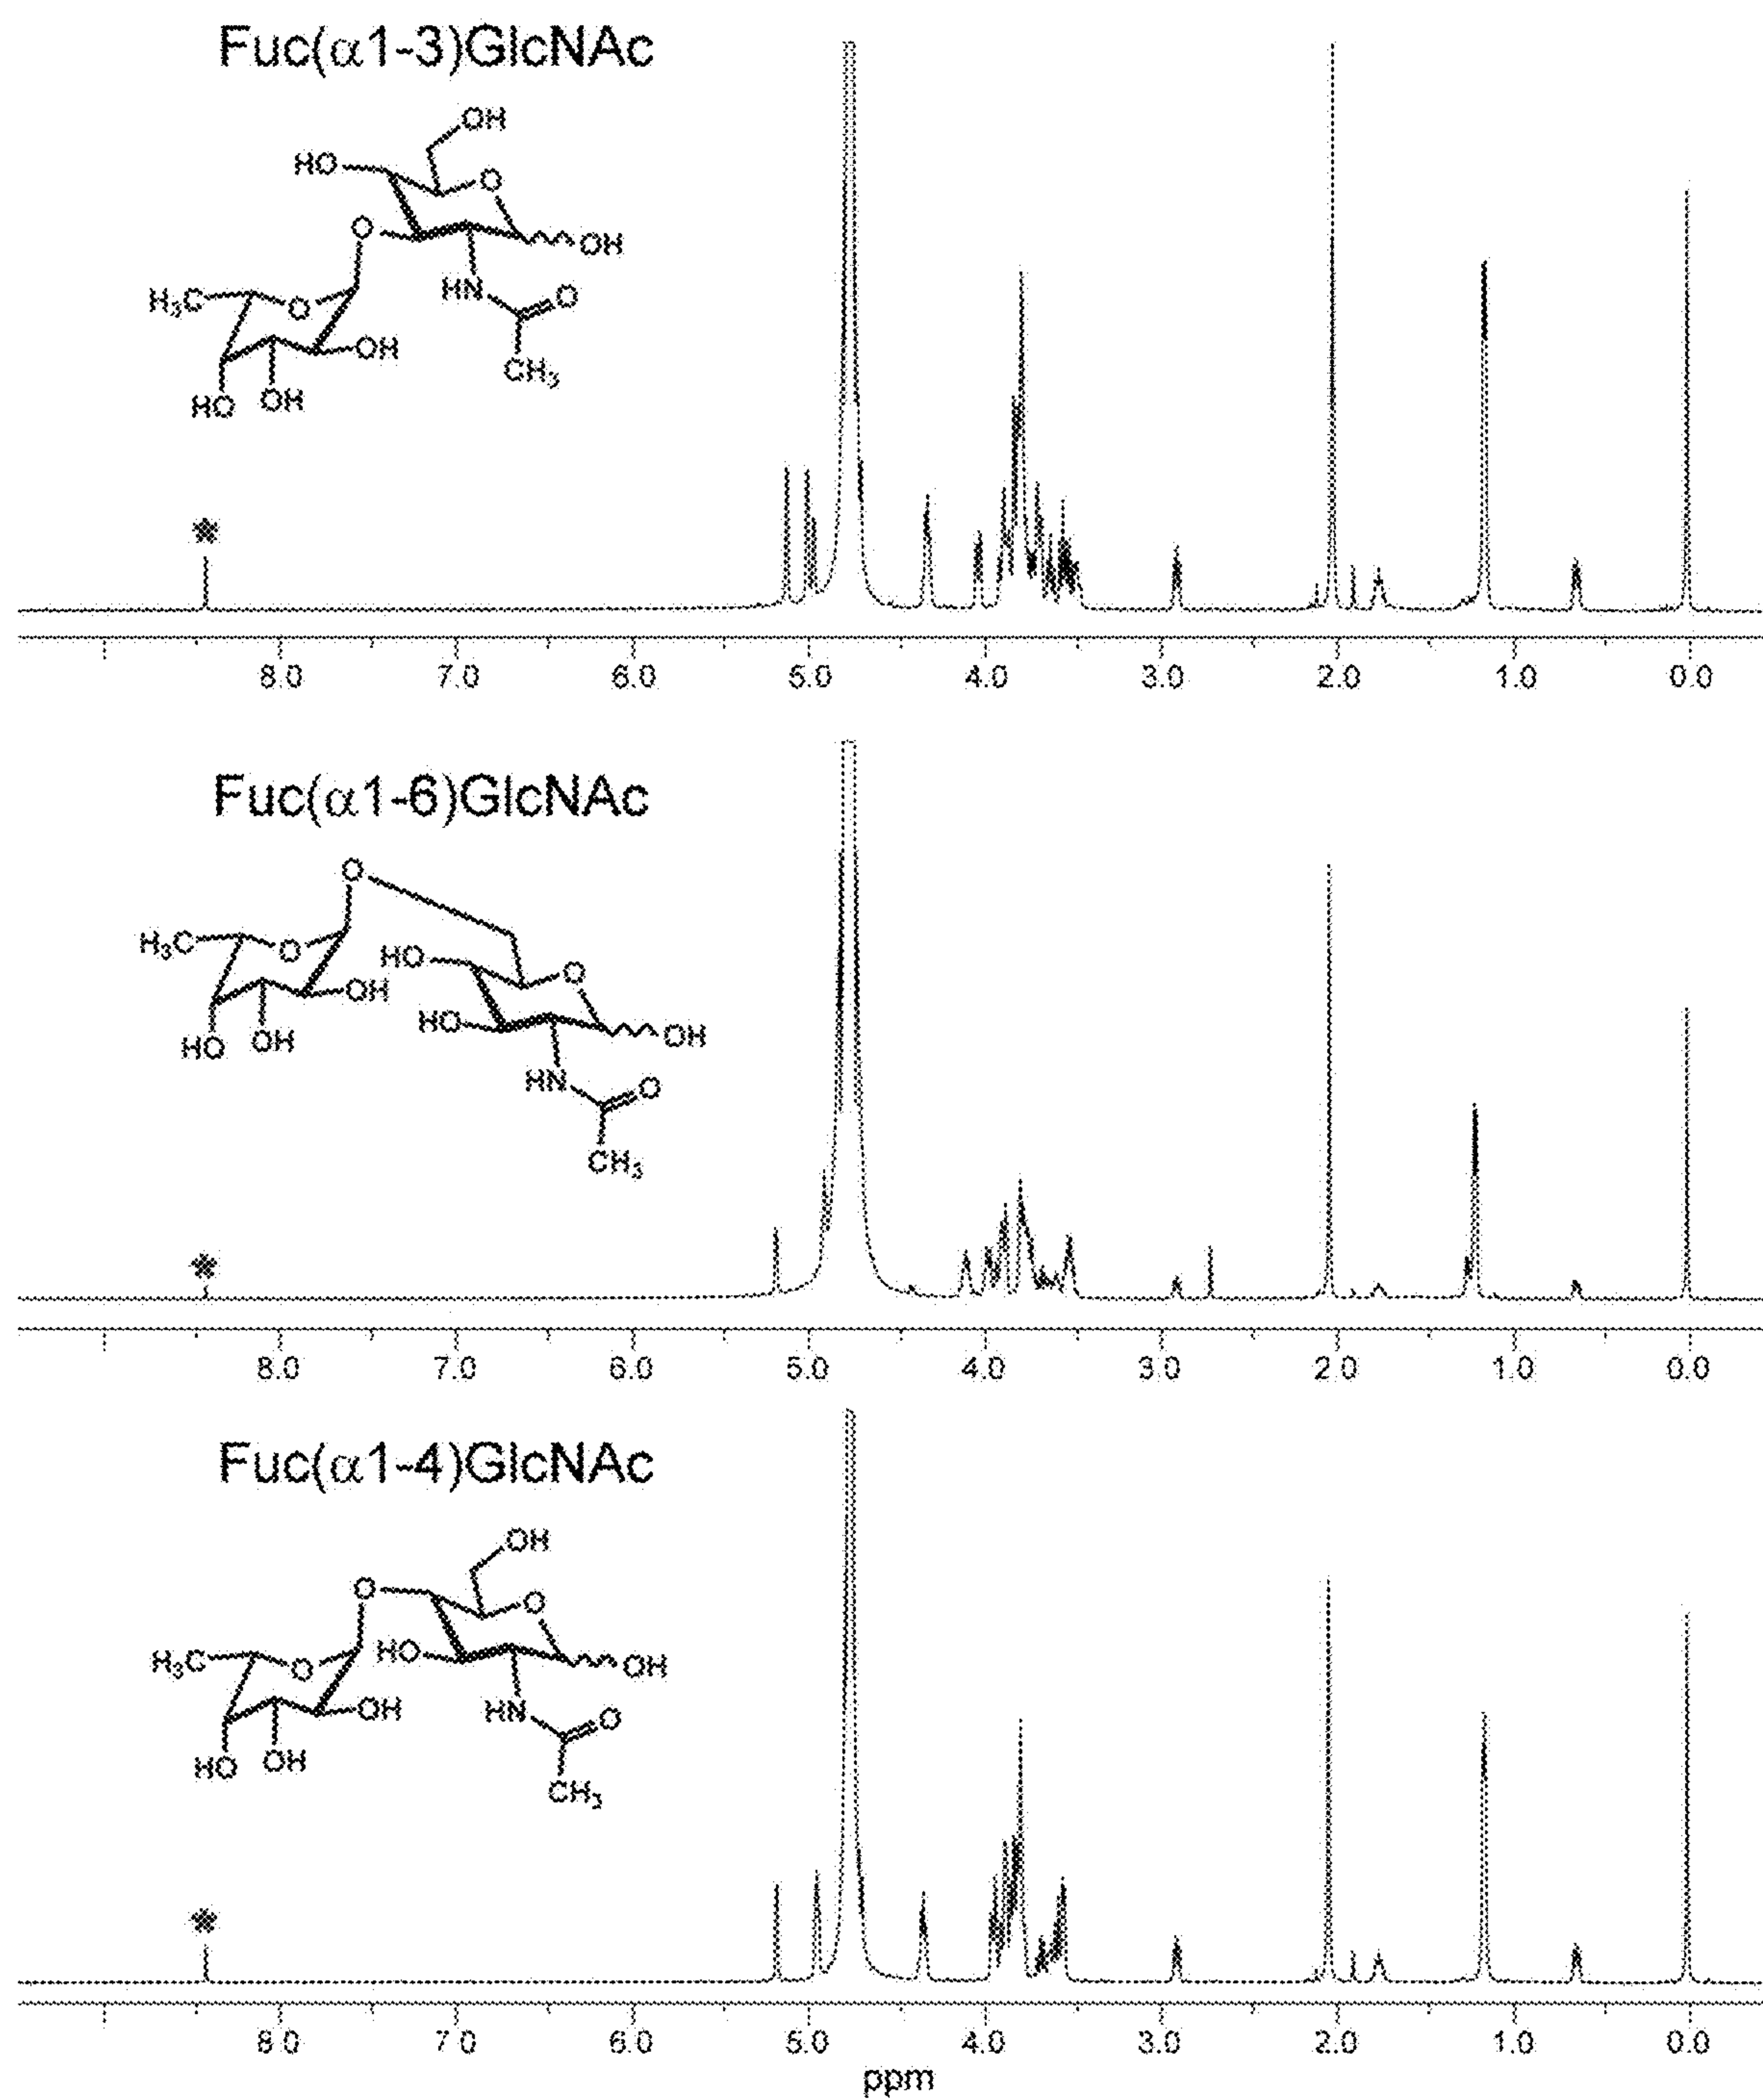 Fuc(α1-3)GlcNAc
OH
HO
O
O
OH
HN
O
H₃C
O
OH
CH₃
HO
OH
*
8.0 7.0 6.0 5.0 4.0 3.0 2.0 1.0 0.0
Fuc(α1-6)GlcNAc
O
H₃C
O
HO
O
OH
HO
OH
HO
OH
HN
O
CH₃
*
8.0 7.0 6.0 5.0 4.0 3.0 2.0 1.0 0.0
Fuc(α1-4)GlcNAc
OH
O
O
H₃C
O
HO
OH
OH
HN
O
HO
OH
CH₃
*
8.0 7.0 6.0 5.0 4.0 3.0 2.0 1.0 0.0
ppm